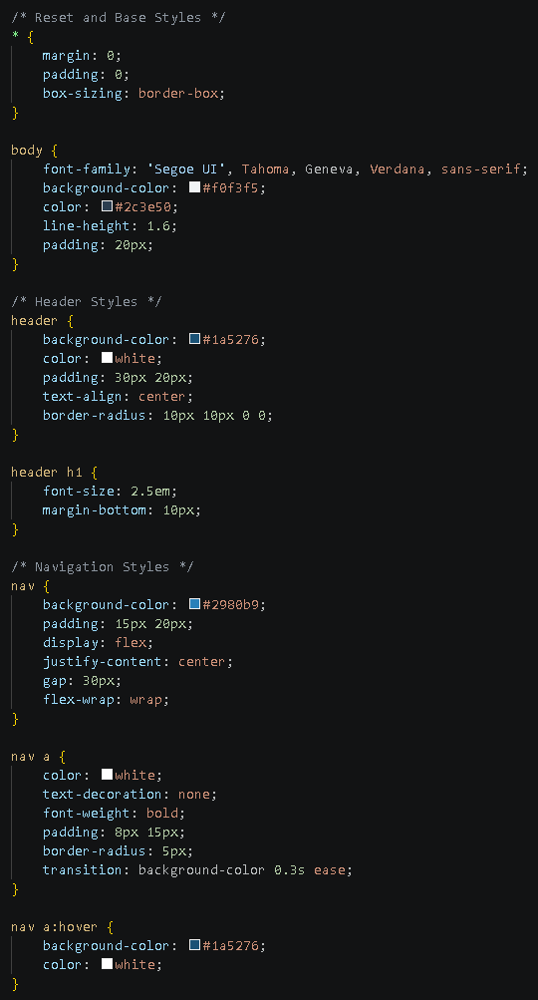 /* Reset and Base Styles */
* {
    margin: 0;
    padding: 0;
    box-sizing: border-box;
}

body {
    font-family: 'Segoe UI', Tahoma, Geneva, Verdana, sans-serif;
    background-color: #f0f3f5;
    color: #2c3e50;
    line-height: 1.6;
    padding: 20px;
}

/* Header Styles */
header {
    background-color: #1a5276;
    color: white;
    padding: 30px 20px;
    text-align: center;
    border-radius: 10px 10px 0 0;
}

header h1 {
    font-size: 2.5em;
    margin-bottom: 10px;
}

/* Navigation Styles */
nav {
    background-color: #2980b9;
    padding: 15px 20px;
    display: flex;
    justify-content: center;
    gap: 30px;
    flex-wrap: wrap;
}

nav a {
    color: white;
    text-decoration: none;
    font-weight: bold;
    padding: 8px 15px;
    border-radius: 5px;
    transition: background-color 0.3s ease;
}

nav a:hover {
    background-color: #1a5276;
    color: white;
}